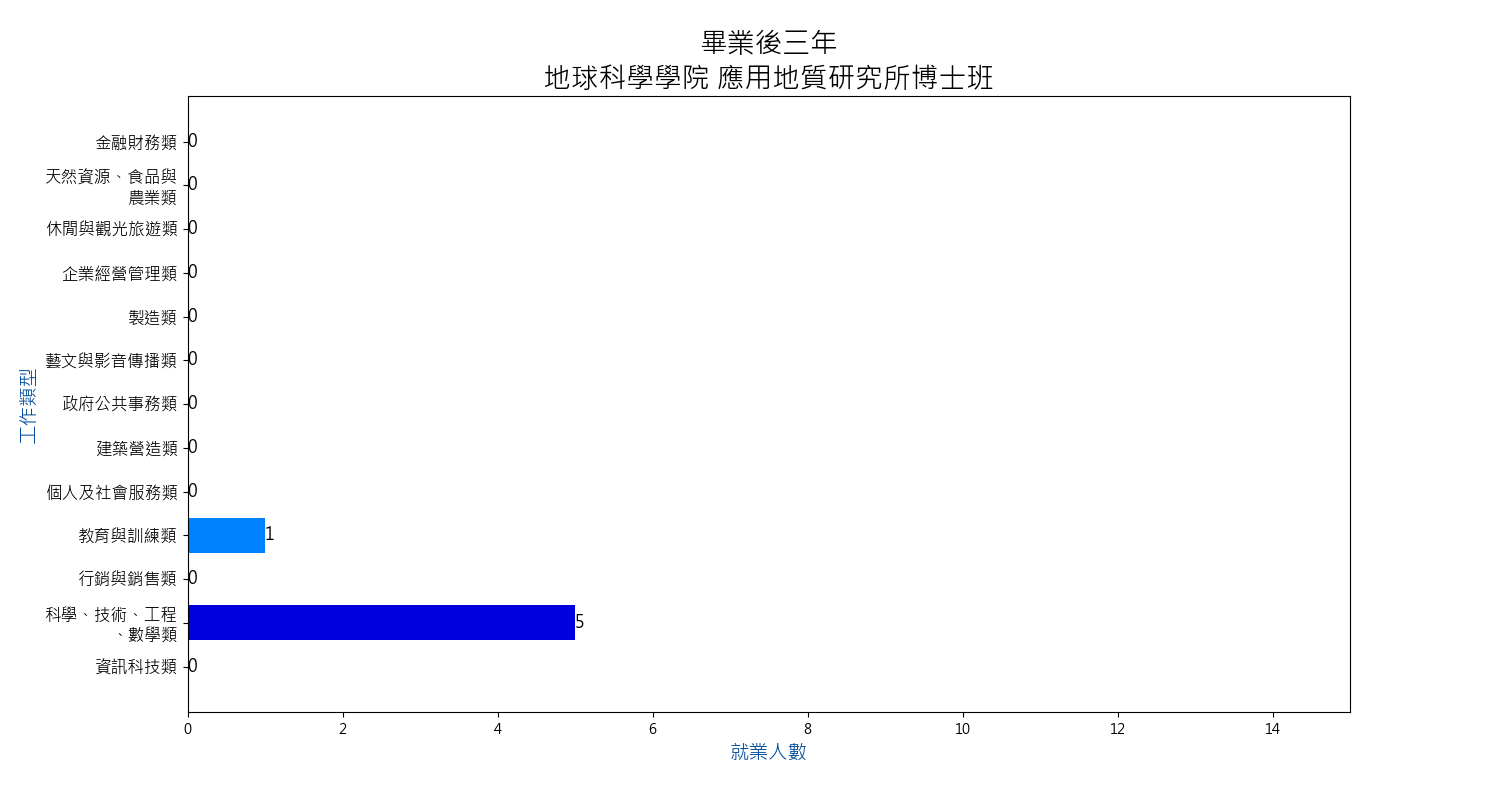 畢業後三年
地球科學學院 應用地質研究所博士班
金融財務類 0
天然資源、食品與
農業類 0
休閒與觀光旅遊類 0
企業經營管理類 0
製造類 0
藝文與影音傳播類 0
政府公共事務類 0
建築營造類 0
個人及社會服務類 0
教育與訓練類 1
行銷與銷售類 0
科學、技術、工程
、數學類 5
資訊科技類 0
工作類型
0 2 4 6 8 10 12 14
就業人數